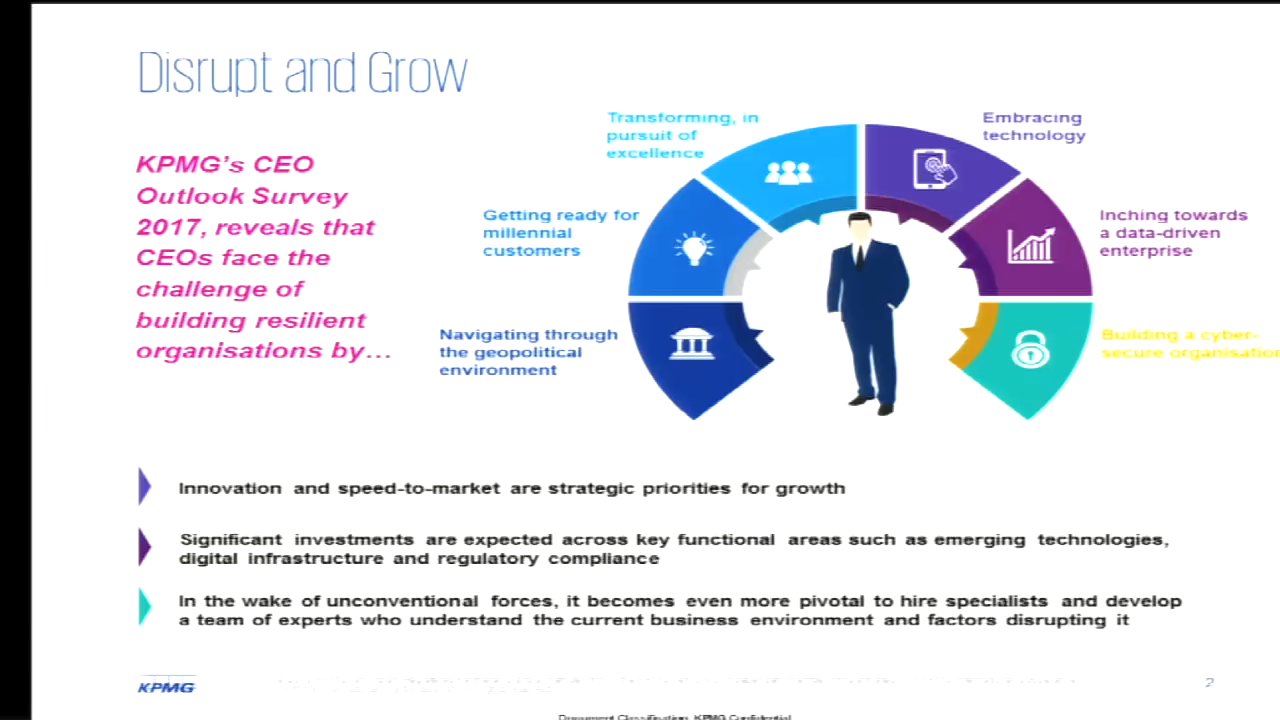 Disrupt and Grow
KPMG's CEO
Outlook Survey
2017, reveals that
CEOs face the
challenge of
building resilient
organisations by...
Transforming, in
pursuit of
excellence
Embracing
technology
Getting ready for
millennial
customers
Inching towards
a data-driven
enterprise
Navigating through
the geopolitical
environment
Building a cyber-
secure organisation
Innovation and speed-to-market are strategic priorities for growth
Significant investments are expected across key functional areas such as emerging technologies,
digital infrastructure and regulatory compliance
In the wake of unconventional forces, it becomes even more pivotal to hire specialists and develop
a team of experts who understand the current business environment and factors disrupting it
KPMG
2
Document Classification: KPMG Confidential